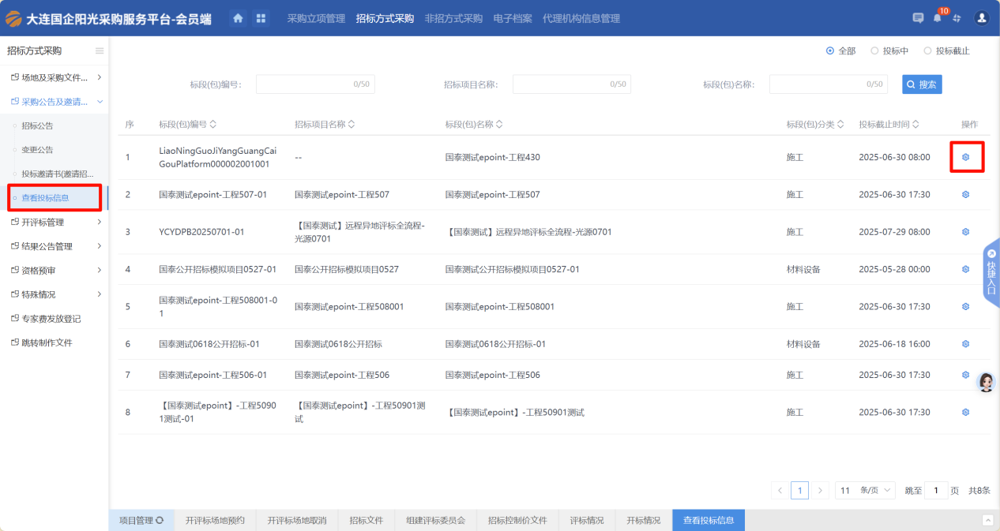 大连国企阳光采购服务平台-会员端
采购立项管理 招标方式采购 非招方式采购 电子档案 代理机构信息管理
10
招标方式采购
场地及采购文件...
采购公告及邀请...
招标公告
变更公告
投标邀请书(邀请招...
查看投标信息
开评标管理
结果公告管理
资格预审
特殊情况
专家费发放登记
跳转制作文件
全部 投标中 投标截止
标段(包)编号: 0/50 招标项目名称: 0/50 标段(包)名称: 0/50 搜索
序 标段(包)编号 招标项目名称 标段(包)名称 标段(包)分类 投标截止时间 操作
1 LiaoNingGuoJiYangGuangCai
GouPlatform000002001001 -- 国泰测试epoint-工程430 施工 2025-06-30 08:00
2 国泰测试epoint-工程507-01 国泰测试epoint-工程507 国泰测试epoint-工程507 施工 2025-06-30 17:30
3 YCYDPB20250701-01 【国泰测试】远程异地评标全流程-
光源0701 【国泰测试】远程异地评标全流程-光源0701 施工 2025-07-29 08:00
4 国泰公开招标模拟项目0527-01 国泰公开招标模拟项目0527 国泰测试公开招标模拟项目0527-01 材料设备 2025-05-28 00:00
5 国泰测试epoint-工程508001-0
1 国泰测试epoint-工程508001 国泰测试epoint-工程508001 施工 2025-06-30 17:30
6 国泰测试0618公开招标-01 国泰测试0618公开招标 国泰测试0618公开招标-01 材料设备 2025-06-18 16:00
7 国泰测试epoint-工程506-01 国泰测试epoint-工程506 国泰测试epoint-工程506 施工 2025-06-30 17:30
8 【国泰测试epoint】-工程5090
1测试-01 【国泰测试epoint】-工程50901测
试 【国泰测试epoint】-工程50901测试 施工 2025-06-30 17:30
快捷入口
1 11 条/页 跳至 1 页 共8条
项目管理 开评标场地预约 开评标场地取消 招标文件 组建评标委员会 招标控制价文件 评标情况 开标情况 查看投标信息